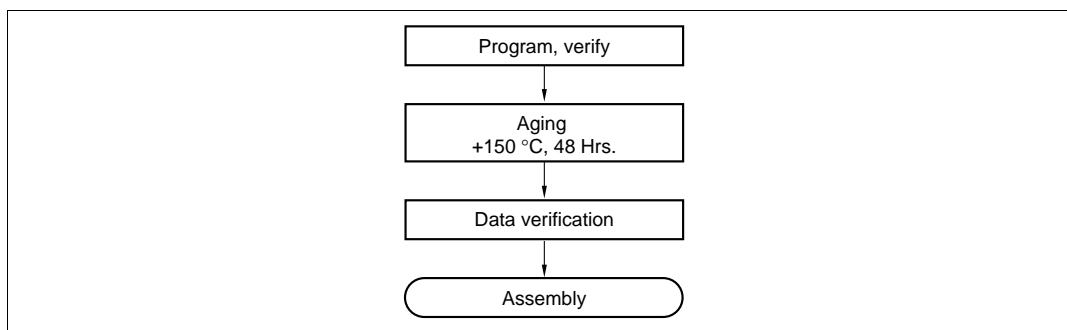 Program, verify
Aging
+150 °C, 48 Hrs.
Data verification
Assembly